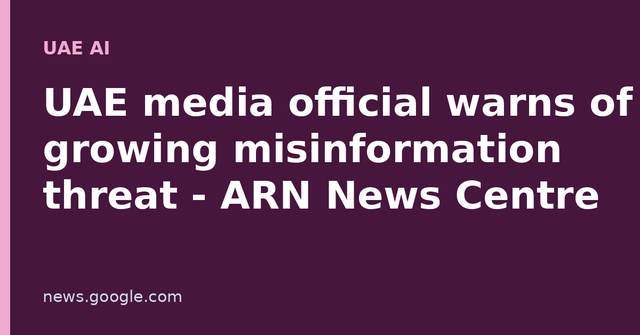 UAE AI
UAE media official warns of
growing misinformation
threat - ARN News Centre
news.google.com